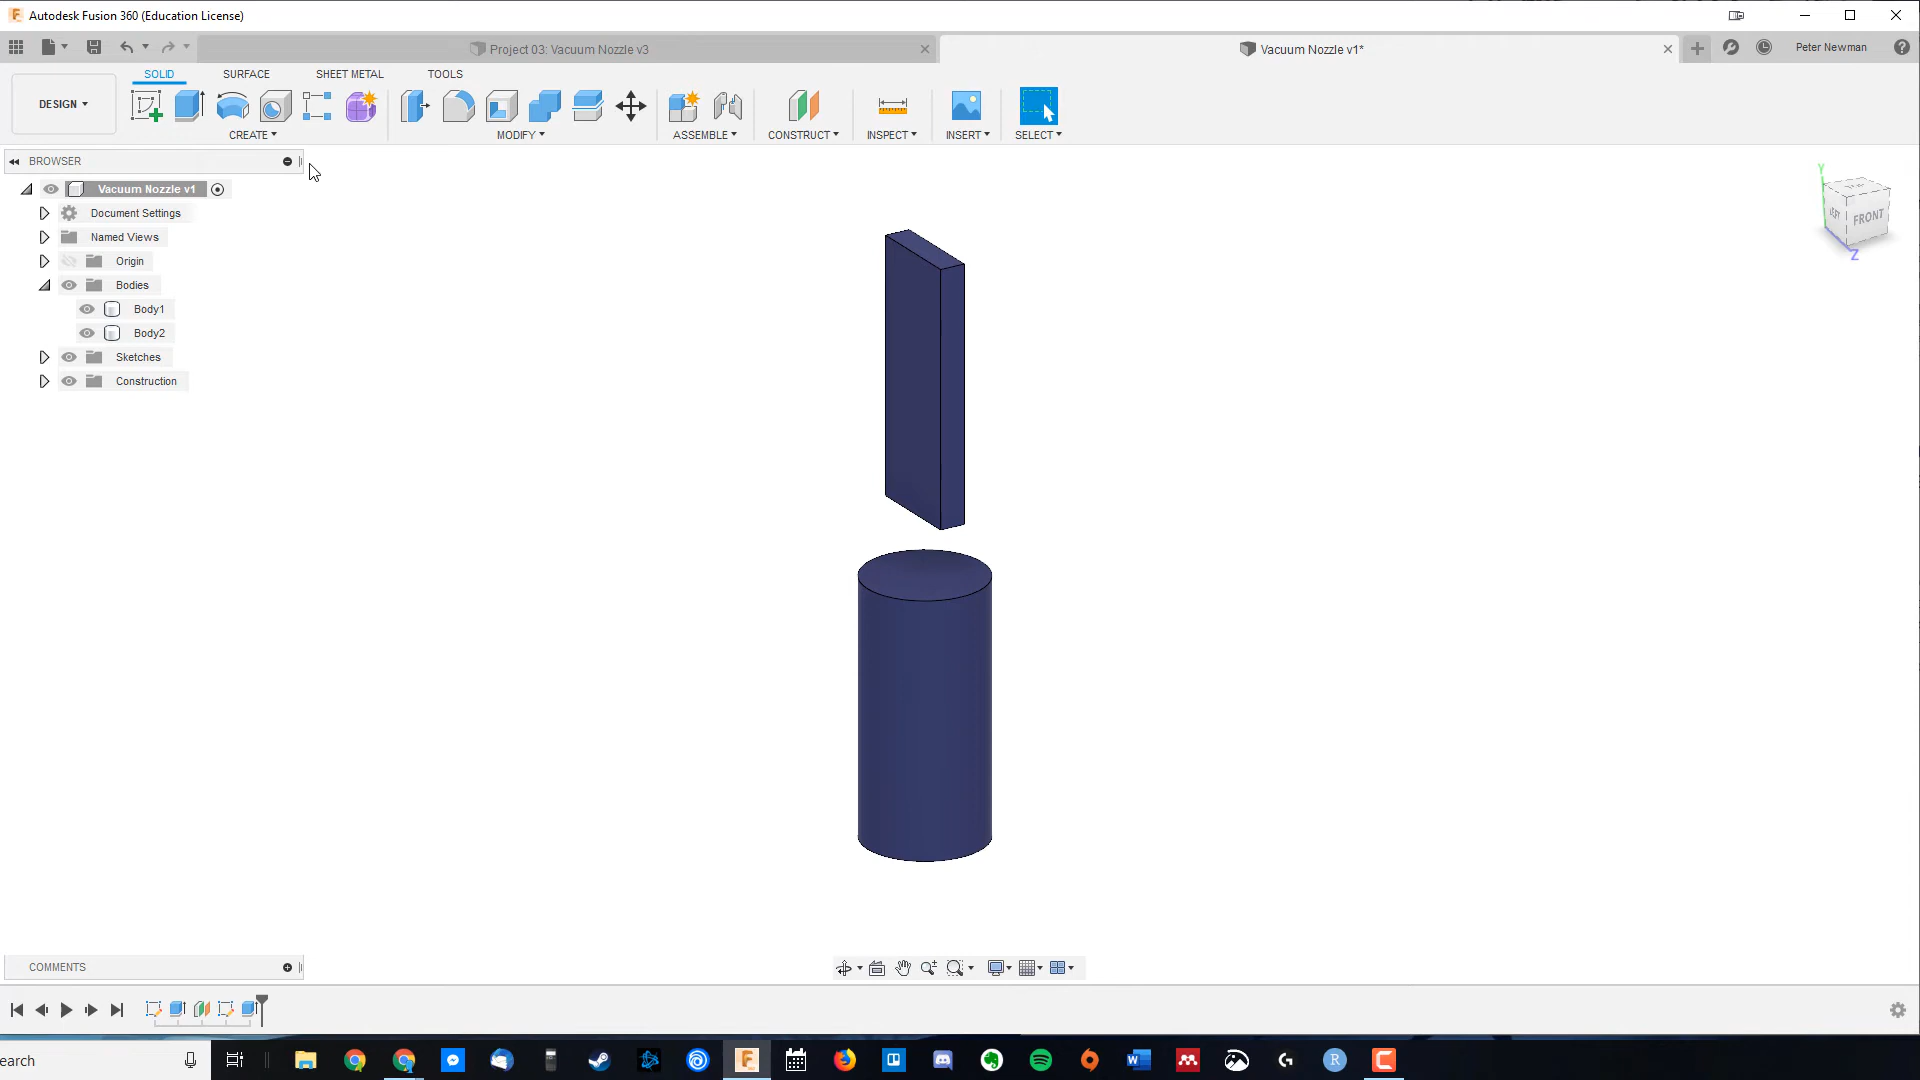 Autodesk Fusion 360 (Education License)
Project 03: Vacuum Nozzle v3
Vacuum Nozzle v1*
Peter Newman
DESIGN
SOLID
SURFACE
SHEET METAL
TOOLS
CREATE
MODIFY
ASSEMBLE
CONSTRUCT
INSPECT
INSERT
SELECT
BROWSER
Vacuum Nozzle v1
Document Settings
Named Views
Origin
Bodies
Body1
Body2
Sketches
Construction
Y
TOP
LEFT
FRONT
Z
COMMENTS
earch